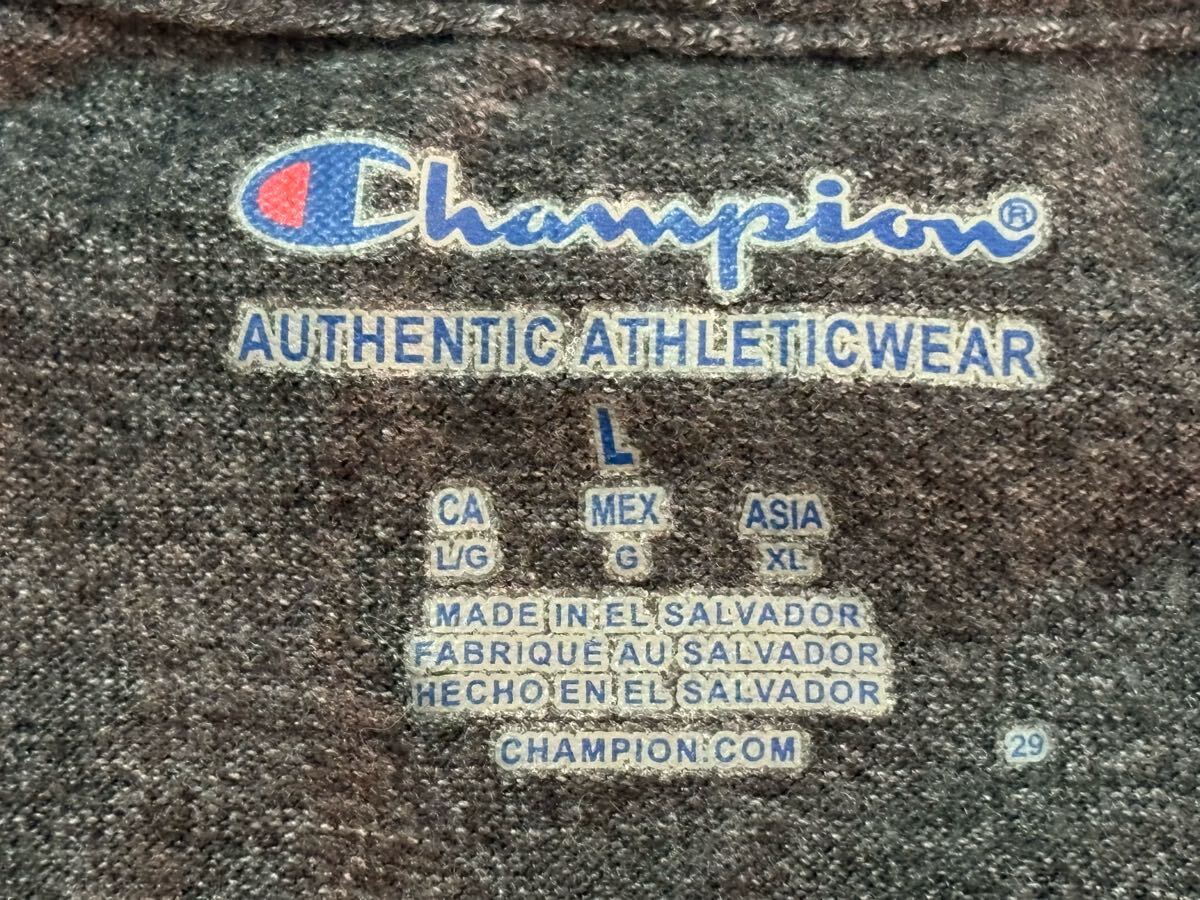 Champion®
AUTHENTIC ATHLETICWEAR
L
CA MEX ASIA
L/G G XL
MADE IN EL SALVADOR
FABRIQUÉ AU SALVADOR
HECHO EN EL SALVADOR
CHAMPION.COM 29